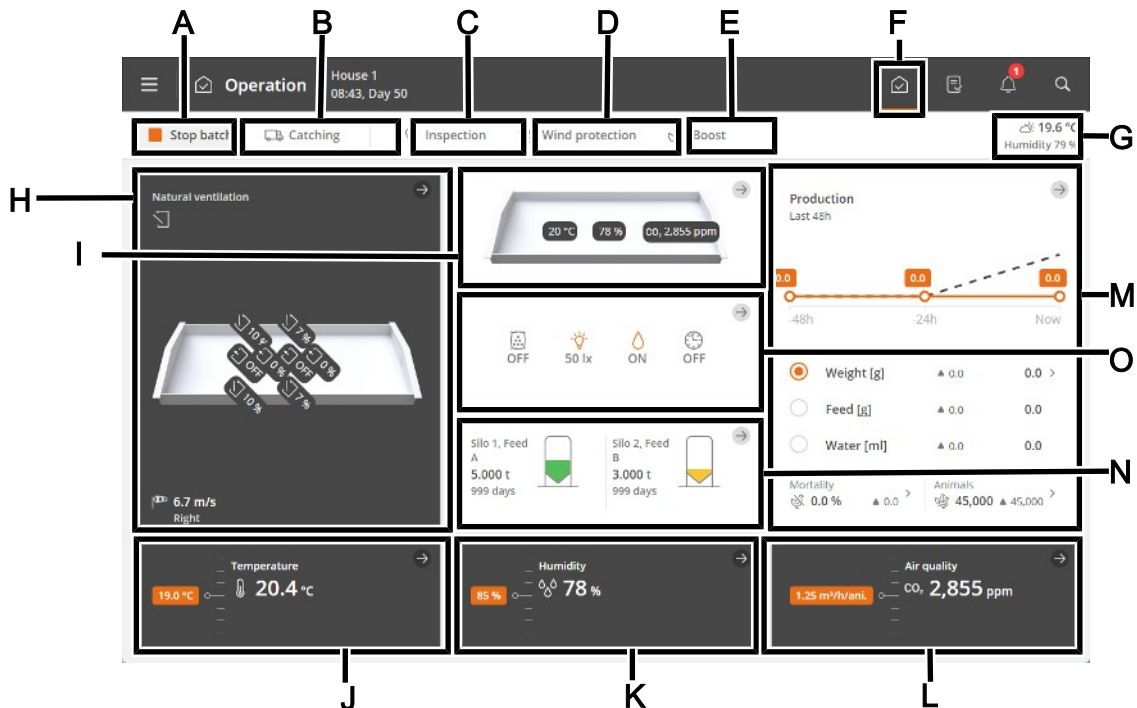 A B C D E F
Operation
House 1
08:43, Day 50
1
Stop batch
Catching
Inspection
Wind protection
Boost
19.6 °C
Humidity 79 %
G
H
Natural ventilation
10 %
7 %
OFF
0 %
OFF
0 %
10 %
7 %
6.7 m/s
Right
I
20 °C 78 % CO₂ 2.855 ppm
OFF 50 lx ON OFF
O
Silo 1, Feed
A
5.000 t
999 days
Silo 2, Feed
B
3.000 t
999 days
N
Production
Last 48h
0.0 0.0 0.0
-48h -24h Now
M
Weight [g] ▲ 0.0 0.0 >
Feed [g] ▲ 0.0 0.0
Water [ml] ▲ 0.0 0.0
Mortality
0.0 % ▲ 0.0 >
Animals
45,000 ▲ 45,000 >
Temperature
19.0 °C 20.4 °C
Humidity
85 % 78 %
Air quality
1.25 m³/h/ani. CO₂ 2,855 ppm
J K L